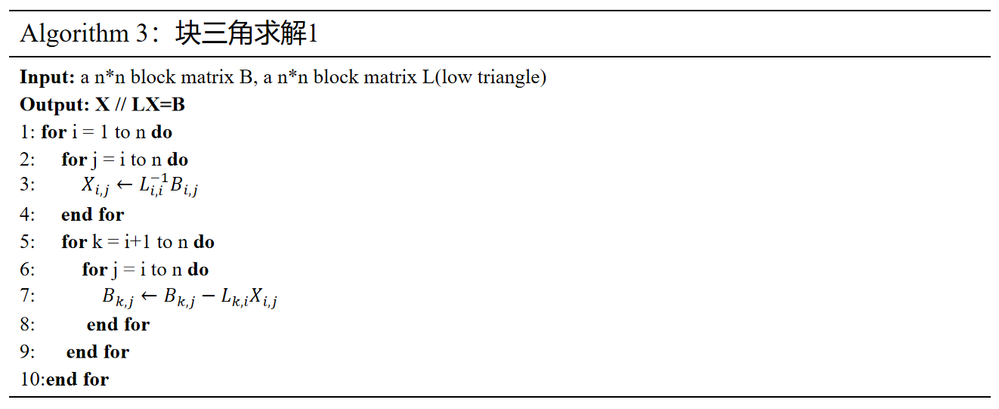 Algorithm 3：块三角求解1
Input: a n*n block matrix B, a n*n block matrix L(low triangle)
Output: X // LX=B
1: for i = 1 to n do
2: for j = i to n do
3: $X_{i,j} \leftarrow L_{i,i}^{-1} B_{i,j}$
4: end for
5: for k = i+1 to n do
6: for j = i to n do
7: $B_{k,j} \leftarrow B_{k,j} - L_{k,i} X_{i,j}$
8: end for
9: end for
10:end for